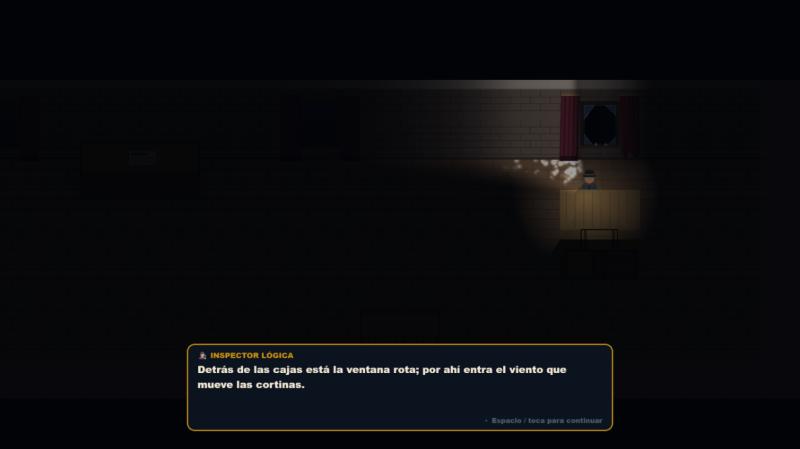 INSPECTOR LÓGICA
Detrás de las cajas está la ventana rota; por ahí entra el viento que
mueve las cortinas.
• Espacio / toca para continuar